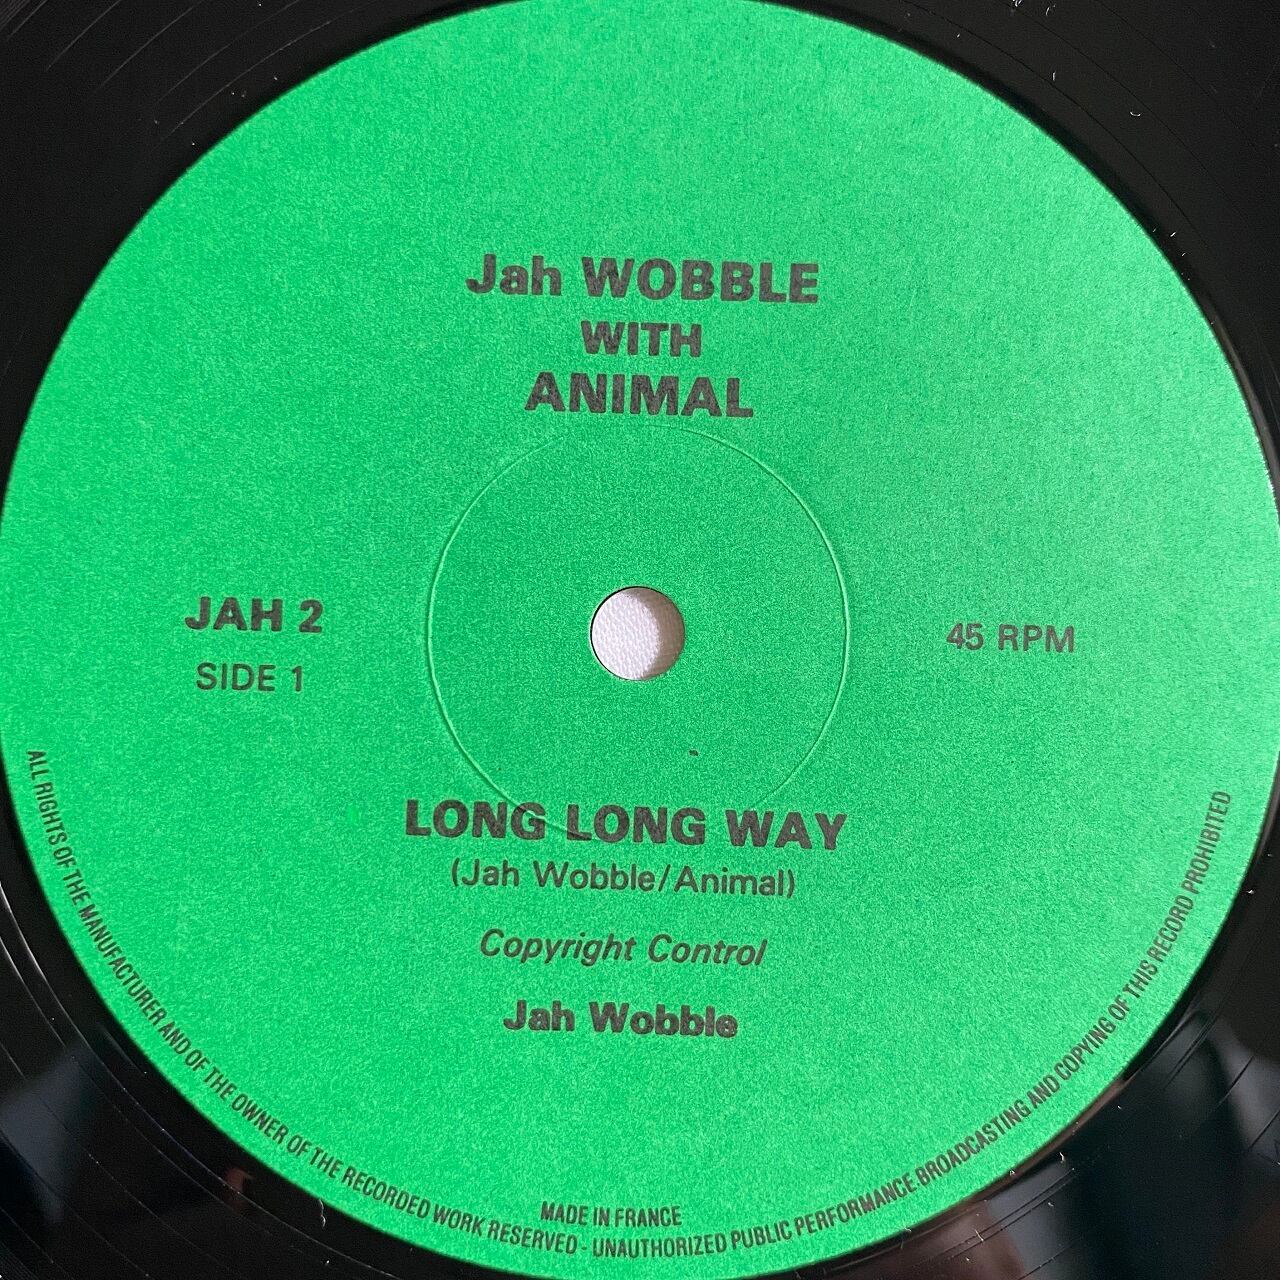 Jah WOBBLE
WITH
ANIMAL
JAH 2
SIDE 1
45 RPM
LONG LONG WAY
(Jah Wobble/Animal)
Copyright Control
Jah Wobble
MADE IN FRANCE
ALL RIGHTS OF THE MANUFACTURER AND OF THE OWNER OF THE RECORDED WORK RESERVED - UNAUTHORIZED PUBLIC PERFORMANCE BROADCASTING AND COPYING OF THIS RECORD PROHIBITED